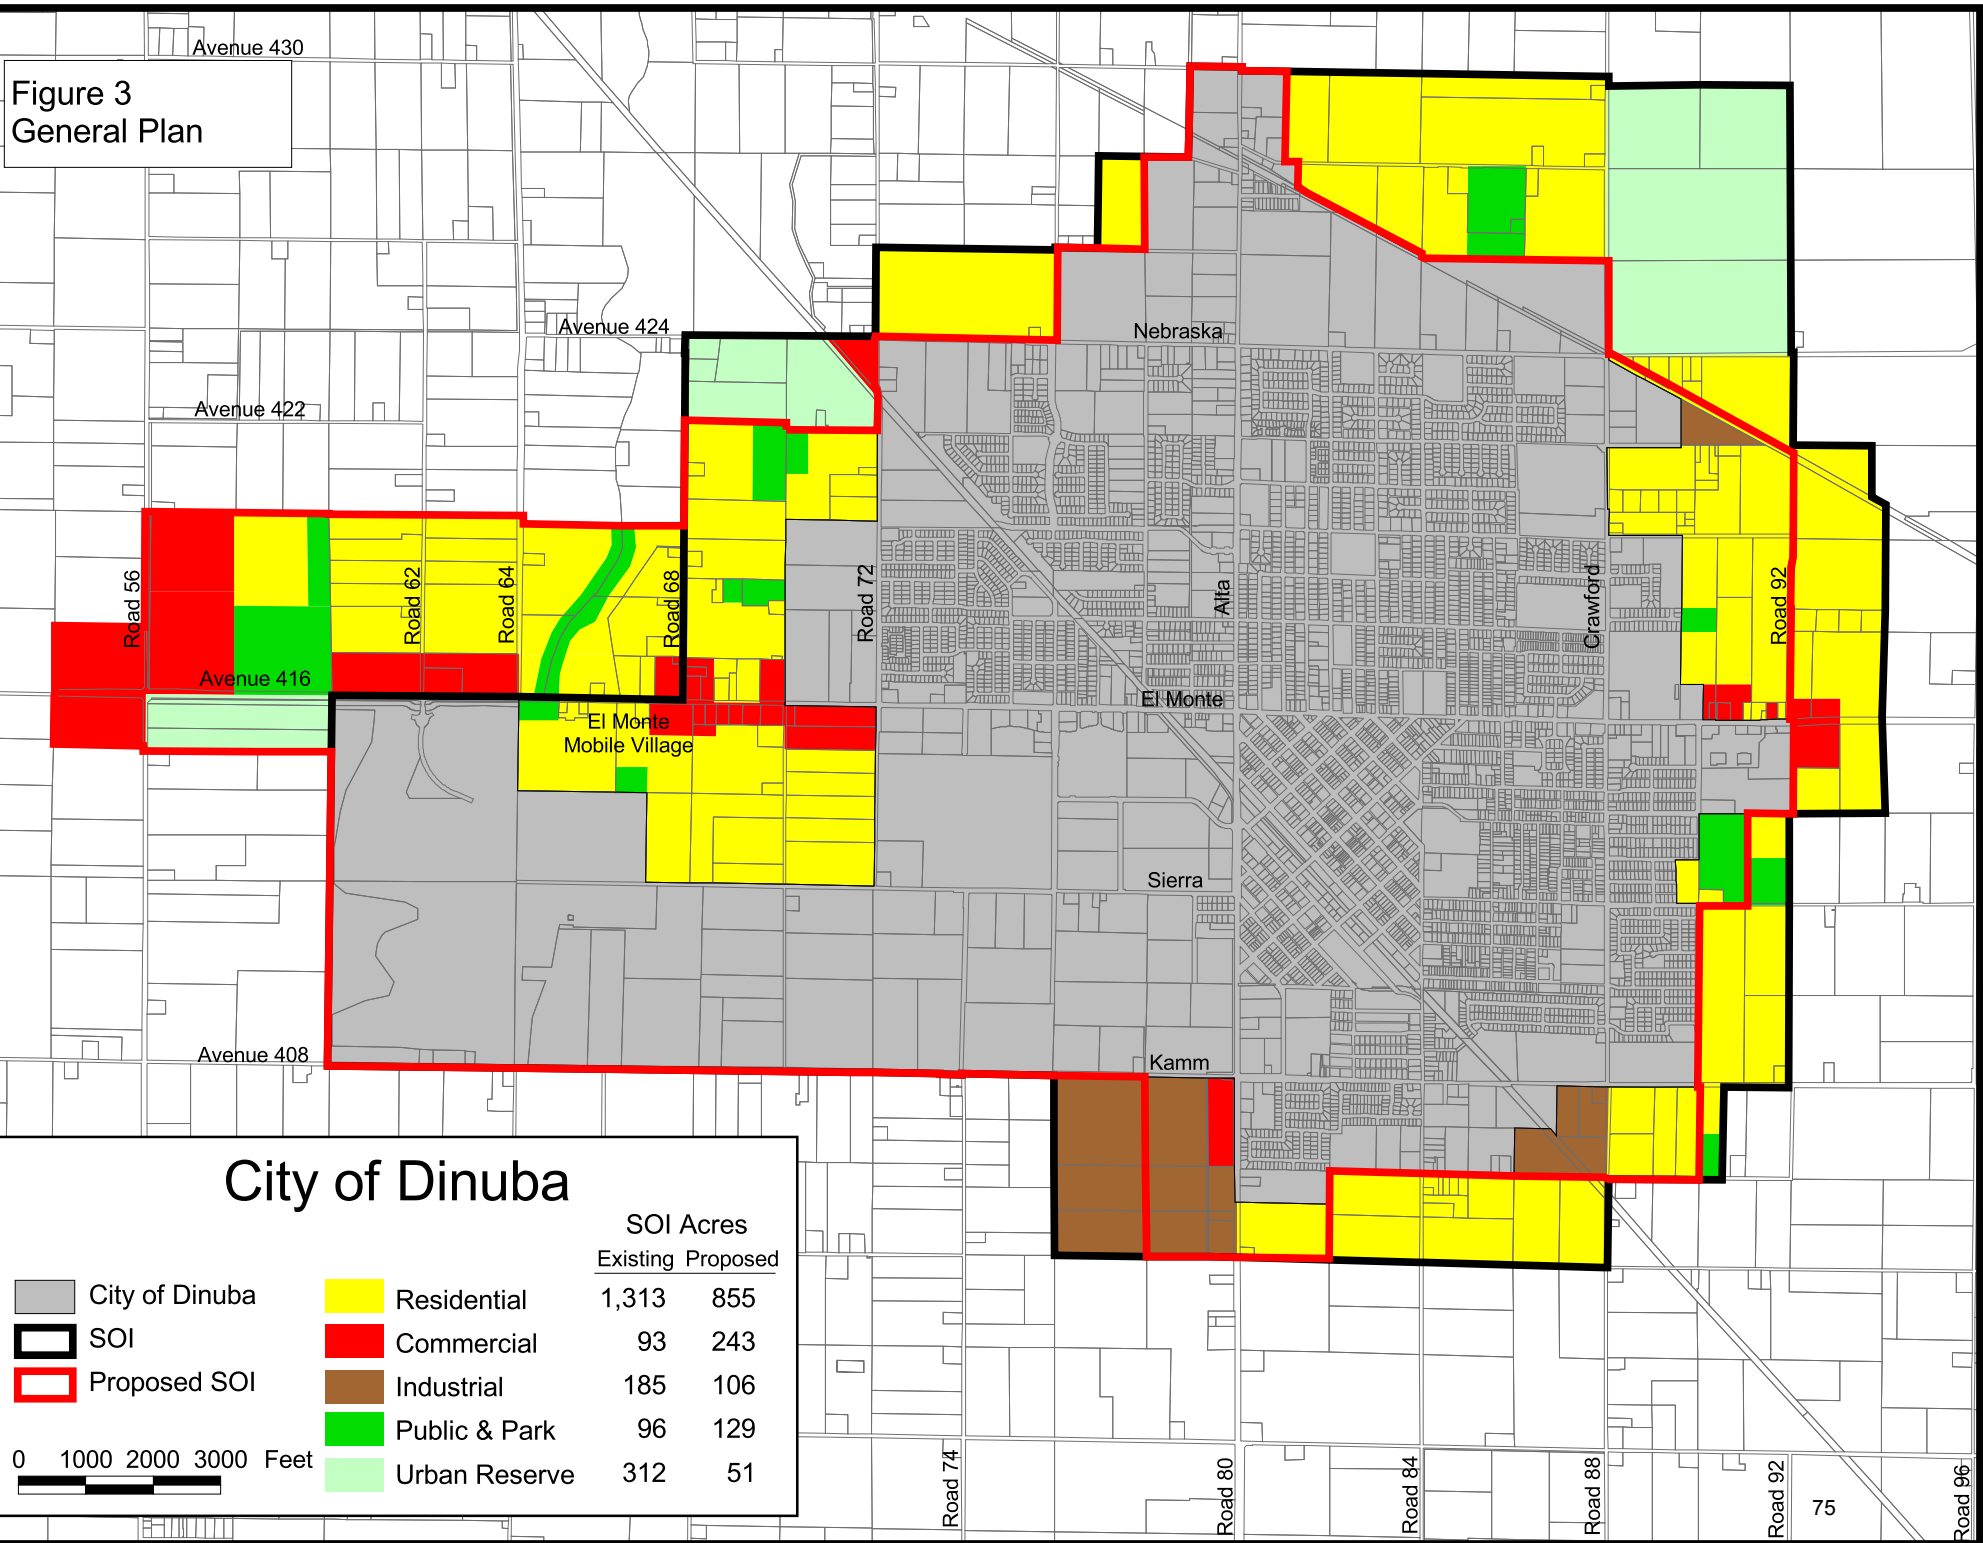 Avenue 430
Figure 3
General Plan
Avenue 424
Nebraska
Avenue 422
Road 56
Road 62
Road 64
Road 68
Road 72
Alta
Crawford
Road 92
Avenue 416
El Monte
El Monte
Mobile Village
Sierra
Avenue 408
Kamm
City of Dinuba
SOI Acres
Existing Proposed
City of Dinuba
SOI
Proposed SOI
Residential 1,313 855
Commercial 93 243
Industrial 185 106
Public & Park 96 129
Urban Reserve 312 51
0 1000 2000 3000 Feet
Road 74
Road 80
Road 84
Road 88
Road 92
75
Road 96